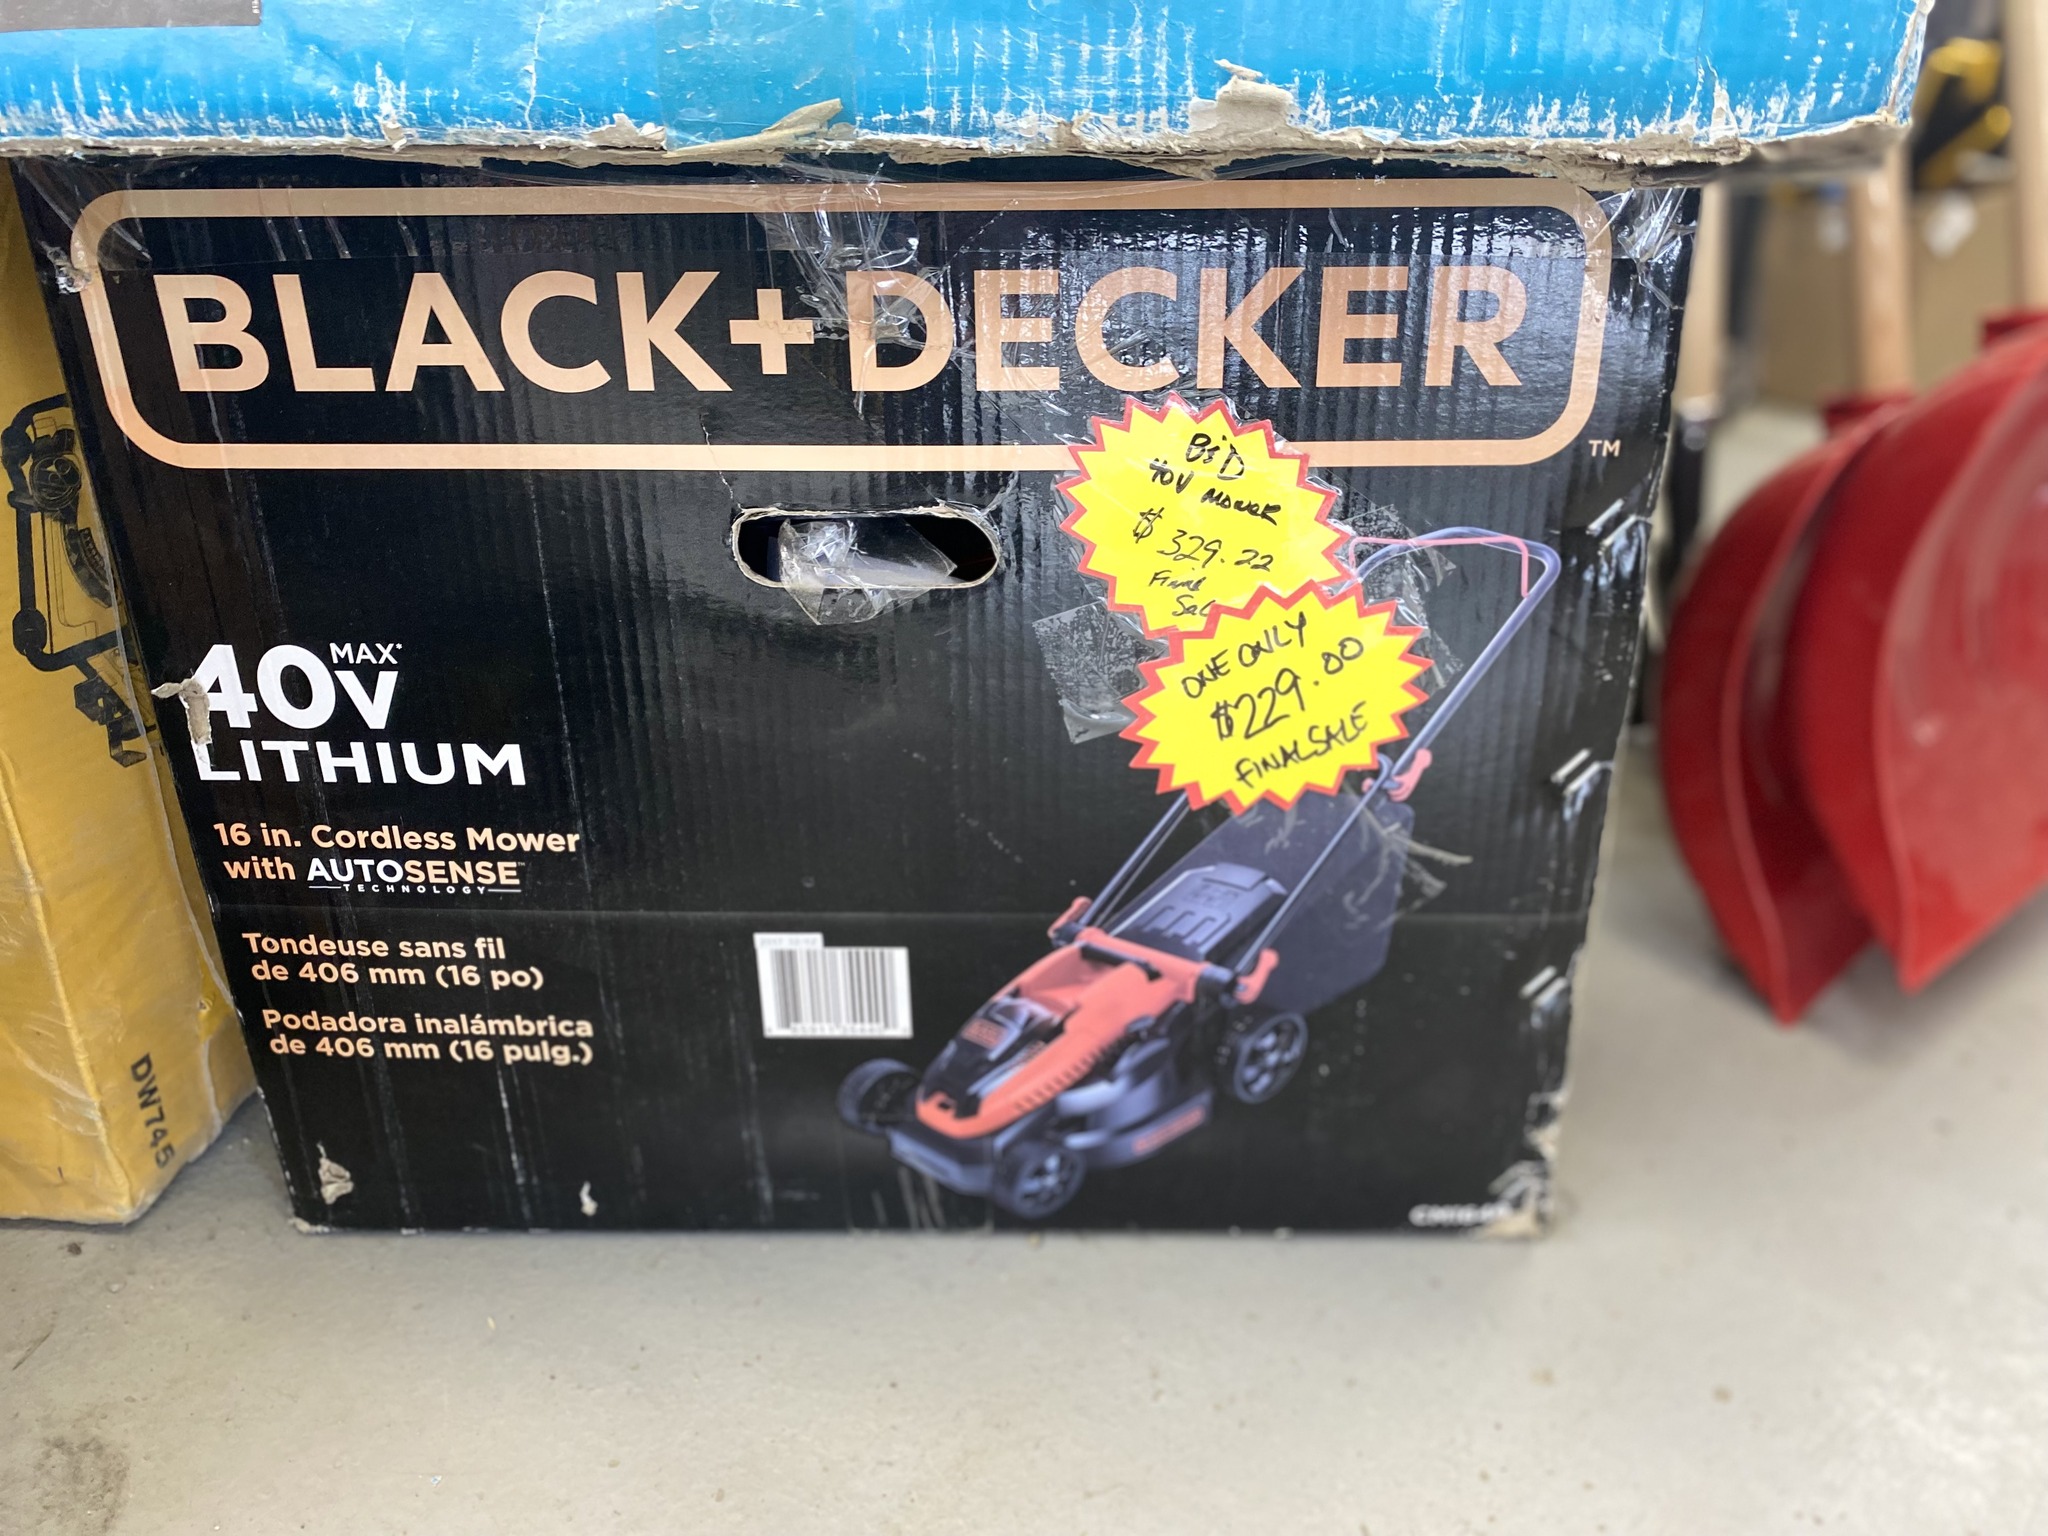 BLACK+DECKER
TM
B&D
40V MOWER
$329.22
FINAL
ONE ONLY
$229.00
FINAL SALE
40V MAX*
LITHIUM
16 in. Cordless Mower
with AUTOSENSE™
TECHNOLOGY
Tondeuse sans fil
de 406 mm (16 po)
Podadora inalámbrica
de 406 mm (16 pulg.)
DW745